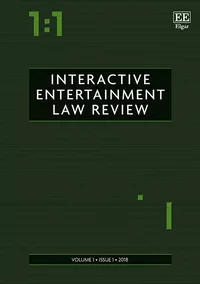 EE
Elgar
1:1
INTERACTIVE
ENTERTAINMENT
LAW REVIEW
VOLUME 1 • ISSUE 1 • 2018